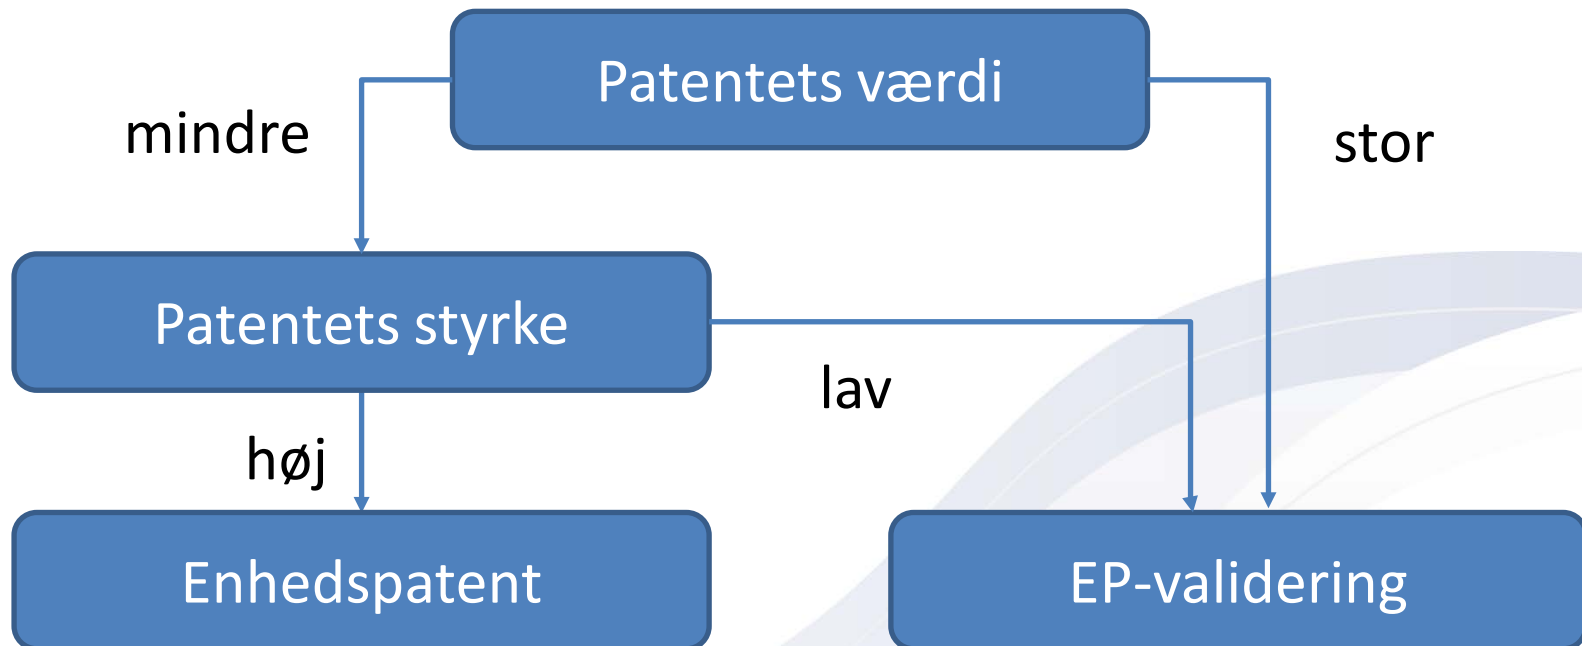 Patentets værdi
mindre
stor
Patentets styrke
lav
høj
Enhedspatent
EP-validering